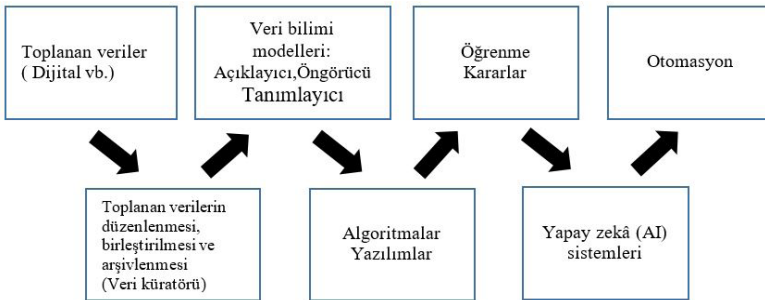 Toplanan veriler
( Dijital vb.)
Veri bilimi
modelleri:
Açıklayıcı,Öngörücü
Tanımlayıcı
Öğrenme
Kararlar
Otomasyon
Toplanan verilerin
düzenlenmesi,
birleştirilmesi ve
arşivlenmesi
(Veri küratörü)
Algoritmalar
Yazılımlar
Yapay zekâ (AI)
sistemleri